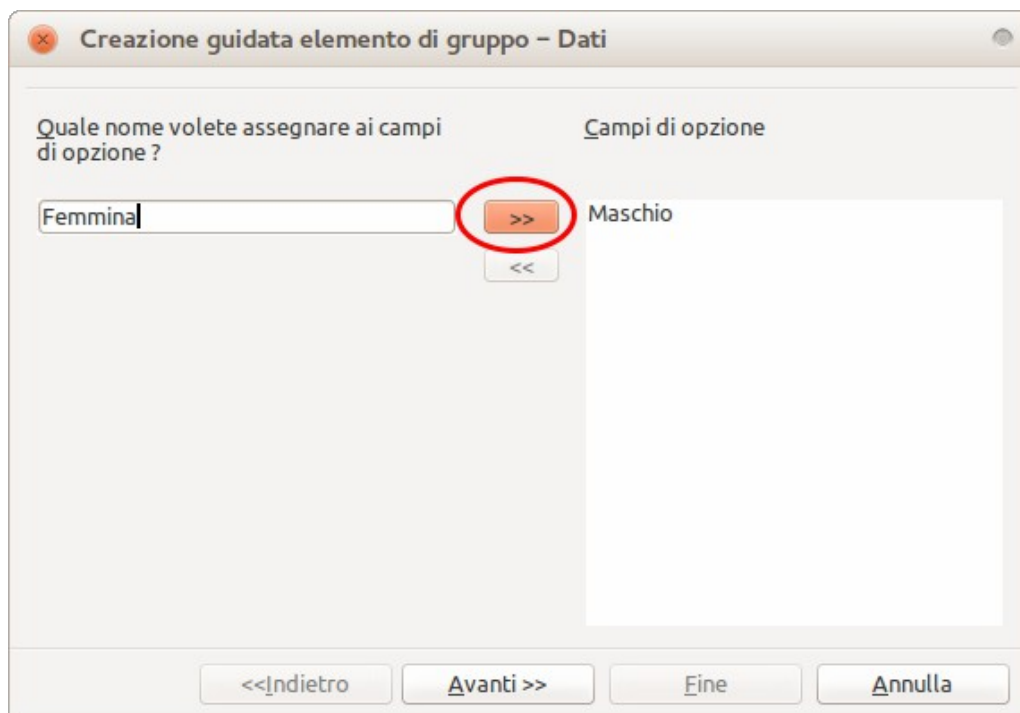 Creazione guidata elemento di gruppo – Dati
Quale nome volete assegnare ai campi
di opzione ?
Campi di opzione
Femmina
>>
Maschio
<<
<<Indietro
Avanti >>
Fine
Annulla